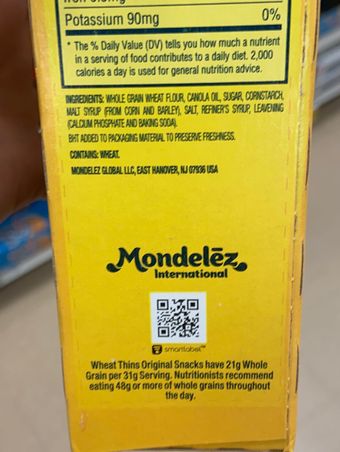 Potassium 90mg 0%
* The % Daily Value (DV) tells you how much a nutrient
in a serving of food contributes to a daily diet. 2,000
calories a day is used for general nutrition advice.
INGREDIENTS: WHOLE GRAIN WHEAT FLOUR, CANOLA OIL, SUGAR, CORNSTARCH,
MALT SYRUP (FROM CORN AND BARLEY), SALT, REFINER'S SYRUP, LEAVENING
(CALCIUM PHOSPHATE AND BAKING SODA).
BHT ADDED TO PACKAGING MATERIAL TO PRESERVE FRESHNESS.
CONTAINS: WHEAT.
MONDELĒZ GLOBAL LLC, EAST HANOVER, NJ 07936 USA
Mondelēz
International
smartlabel™
Wheat Thins Original Snacks have 21g Whole
Grain per 31g Serving. Nutritionists recommend
eating 48g or more of whole grains throughout
the day.